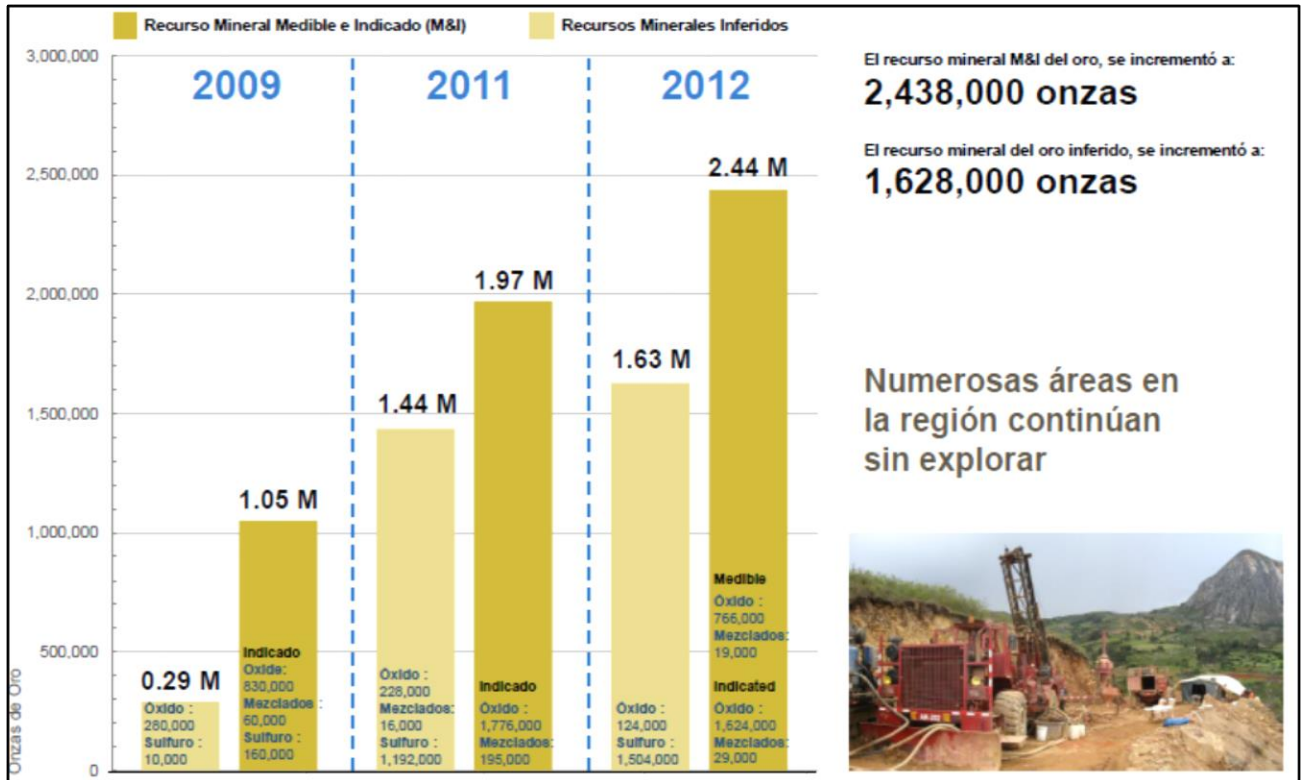 Recurso Mineral Medible e Indicado (M&I)
Recursos Minerales Inferidos
3,000,000
2,500,000
2,000,000
1,500,000
1,000,000
500,000
0
Onzas de Oro
2009
2011
2012
0.29 M
Óxido :
280,000
Sulfuro :
10,000
1.05 M
Indicado
Oxide:
830,000
Mezclados :
60,000
Sulfuro :
160,000
1.44 M
Óxido :
228,000
Mezclados:
16,000
Sulfuro :
1,192,000
1.97 M
Indicado
Óxido :
1,776,000
Mezclados:
195,000
1.63 M
Óxido :
124,000
Sulfuro :
1,504,000
2.44 M
Medible
Óxido :
766,000
Mezclados:
19,000
Indicated
Óxido :
1,624,000
Mezclados:
29,000
El recurso mineral M&I del oro, se incrementó a:
2,438,000 onzas
El recurso mineral del oro inferido, se incrementó a:
1,628,000 onzas
Numerosas áreas en
la región continúan
sin explorar